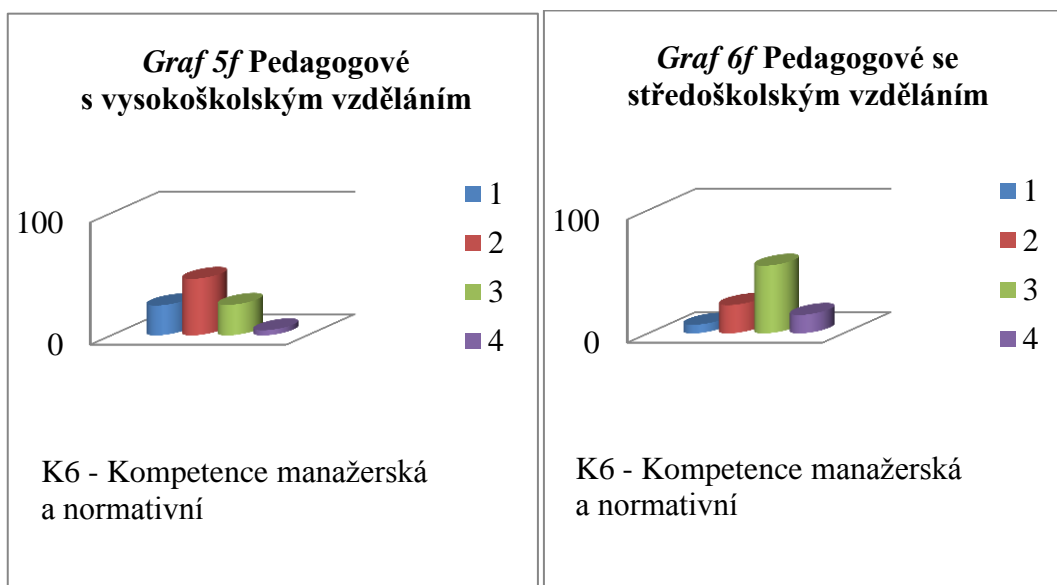 Graf 5f Pedagogové
s vysokoškolským vzděláním
100
0
1
2
3
4
K6 - Kompetence manažerská
a normativní
Graf 6f Pedagogové se
středoškolským vzděláním
100
0
1
2
3
4
K6 - Kompetence manažerská
a normativní